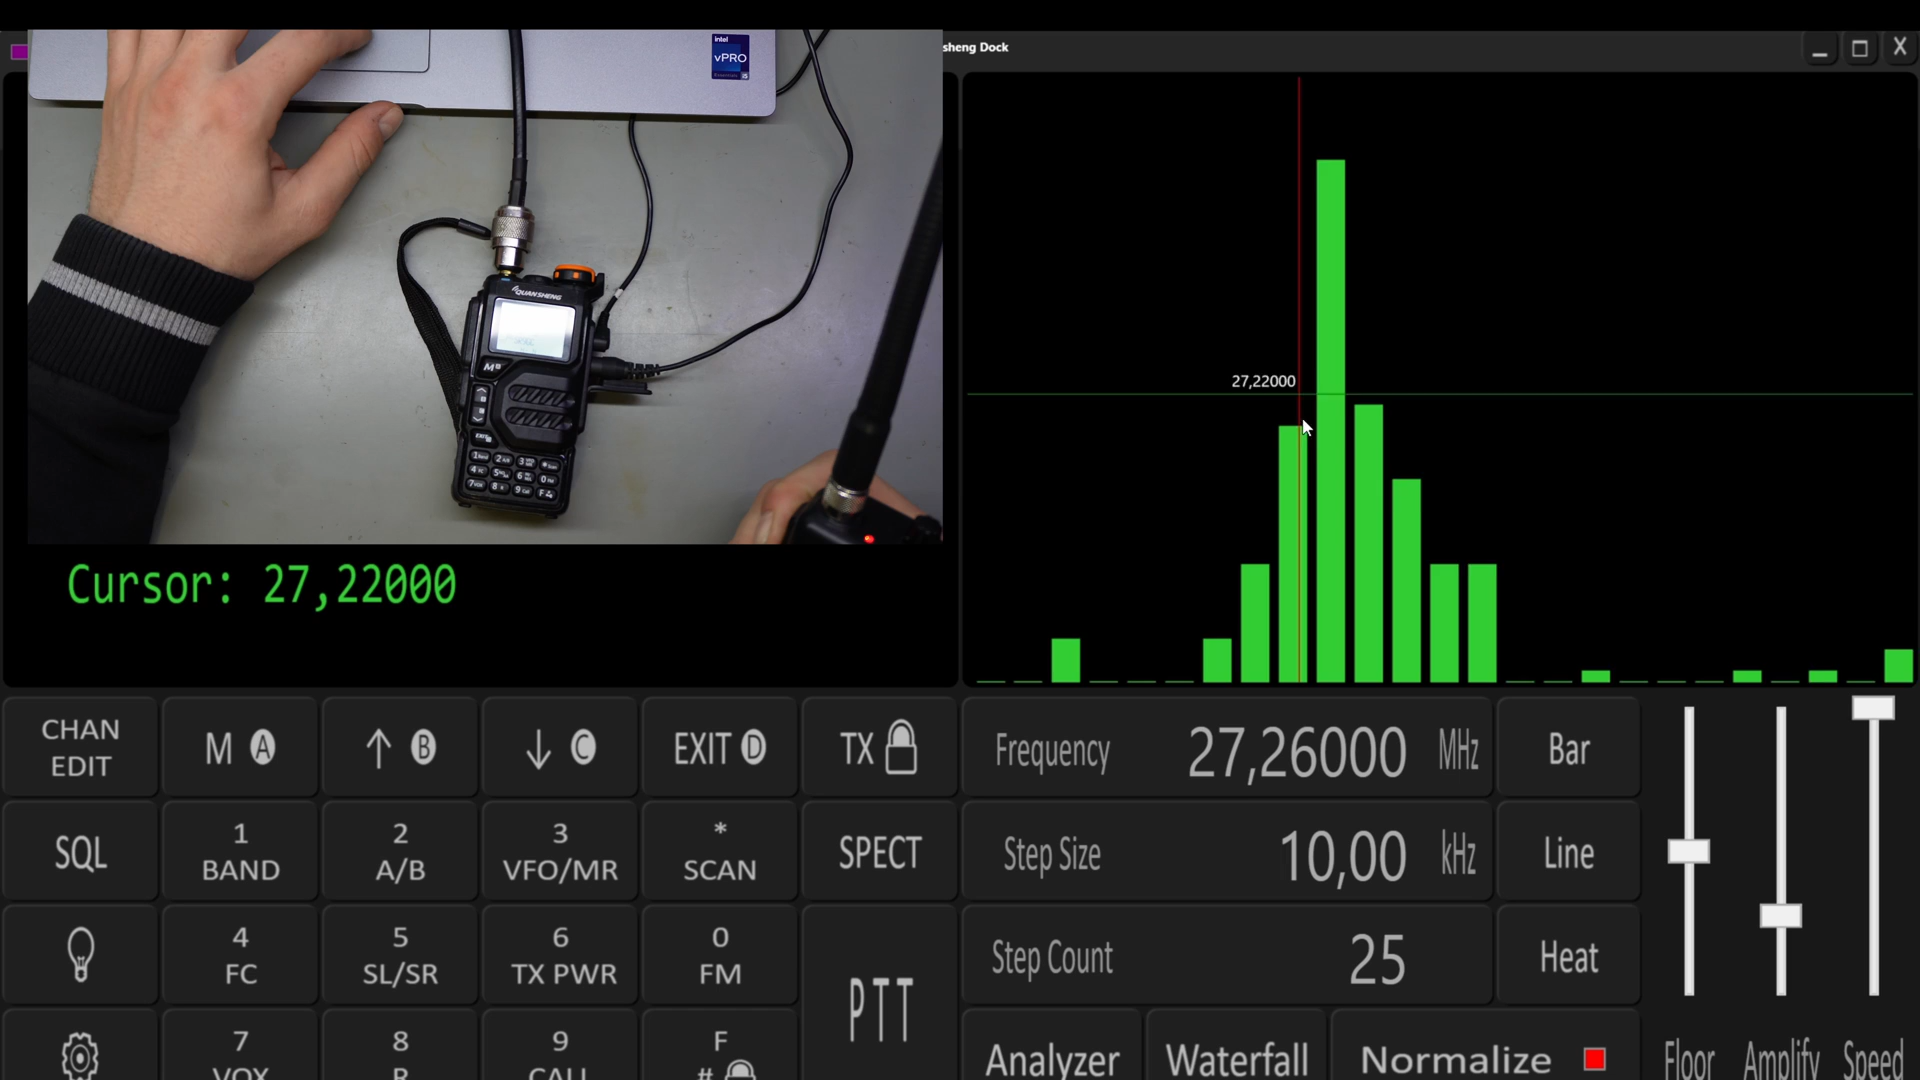 sheng Dock
X
intel
vPRO
QUANSHENG
27,22000
Cursor: 27,22000
CHAN
EDIT
M A
↑ B
↓ C
EXIT D
TX
Frequency 27,26000 MHz
Bar
SQL
1
BAND
2
A/B
3
VFO/MR
*
SCAN
SPECT
Step Size 10,00 kHz
Line
4
FC
5
SL/SR
6
TX PWR
0
FM
PTT
Step Count 25
Heat
7
VOX
8
R
9
CALL
F
#
Analyzer
Waterfall
Normalize
Floor
Amplify
Speed